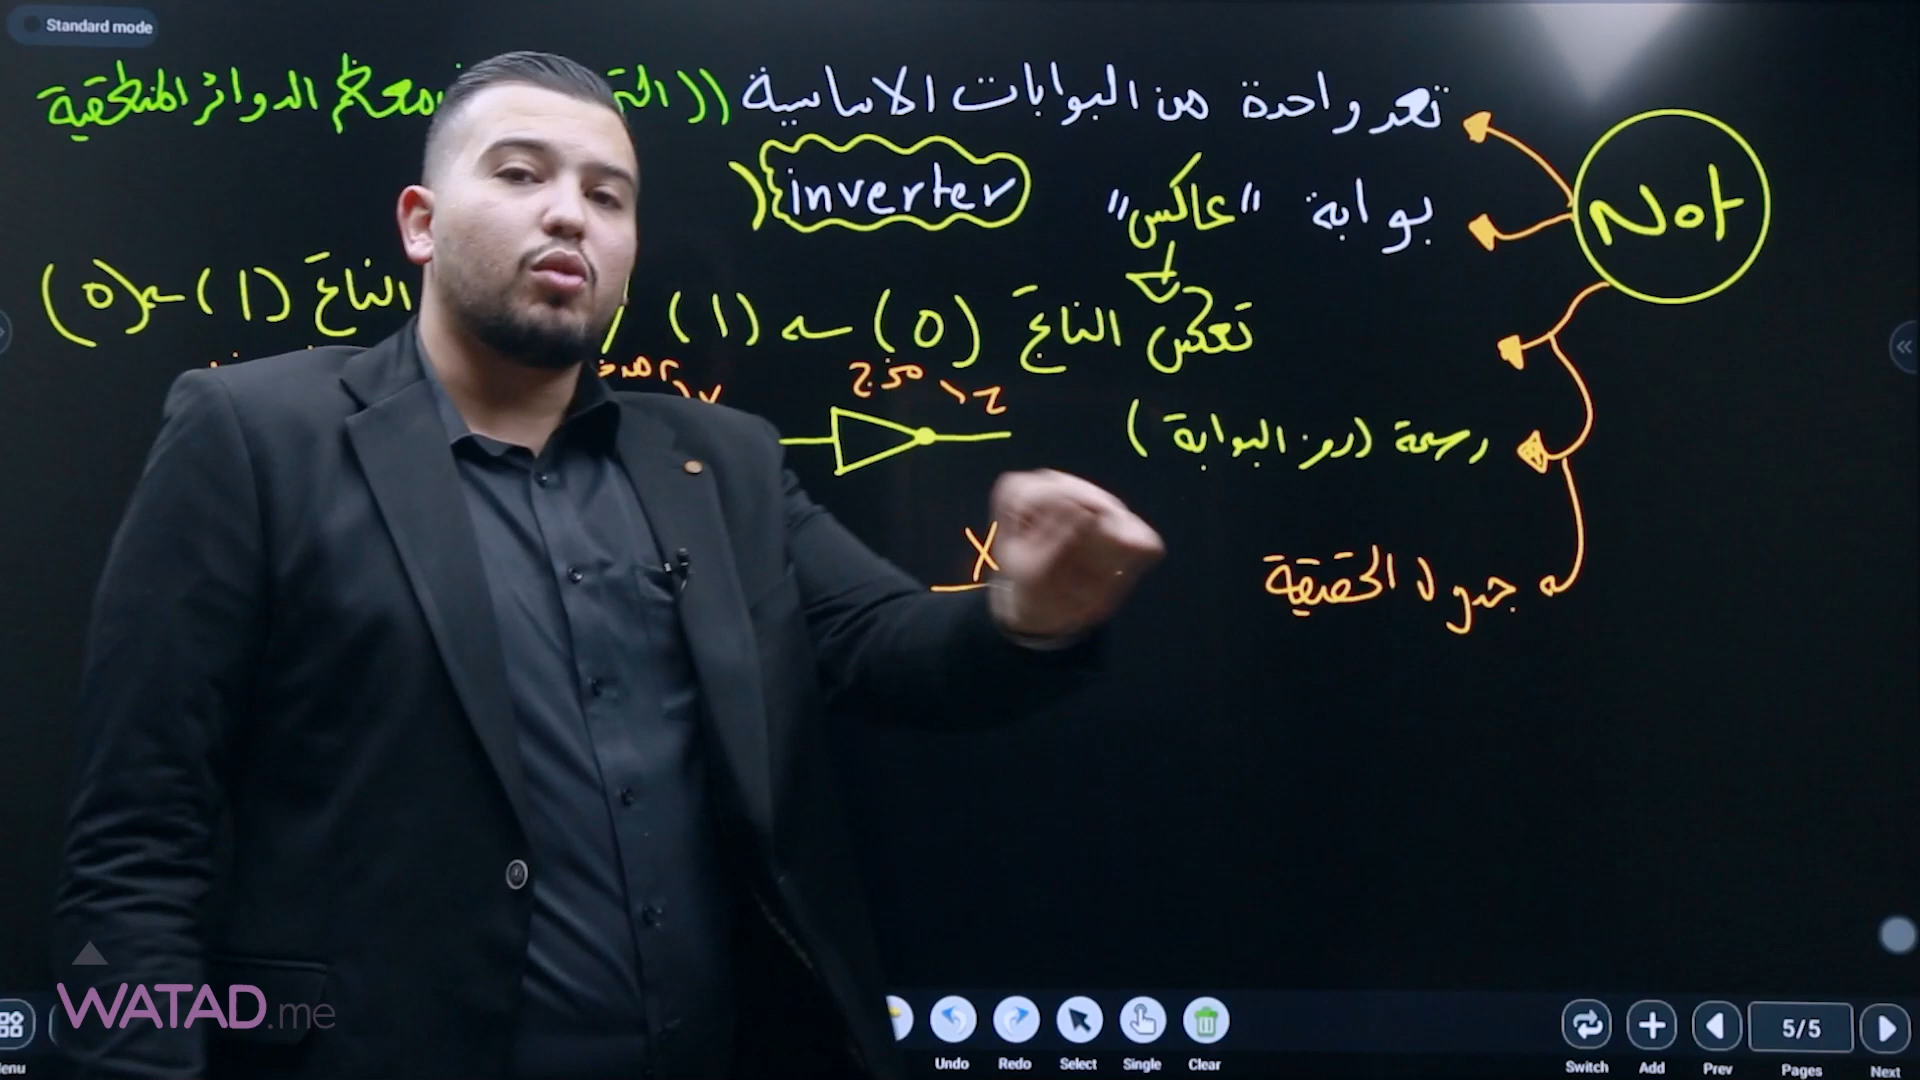 Standard mode
تعد واحدة من البوابات الاساسية ((
معظم الدوائر المنطقية
Not
بوابة "عاكس"
(inverter)
تعكس الناتج (0) ← (1)
الناتج (1) ← (0)
مخرج
رسمة (رمز البوابة)
X
جدول الحقيقة
WATAD.me
Undo
Redo
Select
Single
Clear
Switch
Add
Prev
5/5
Pages
Next